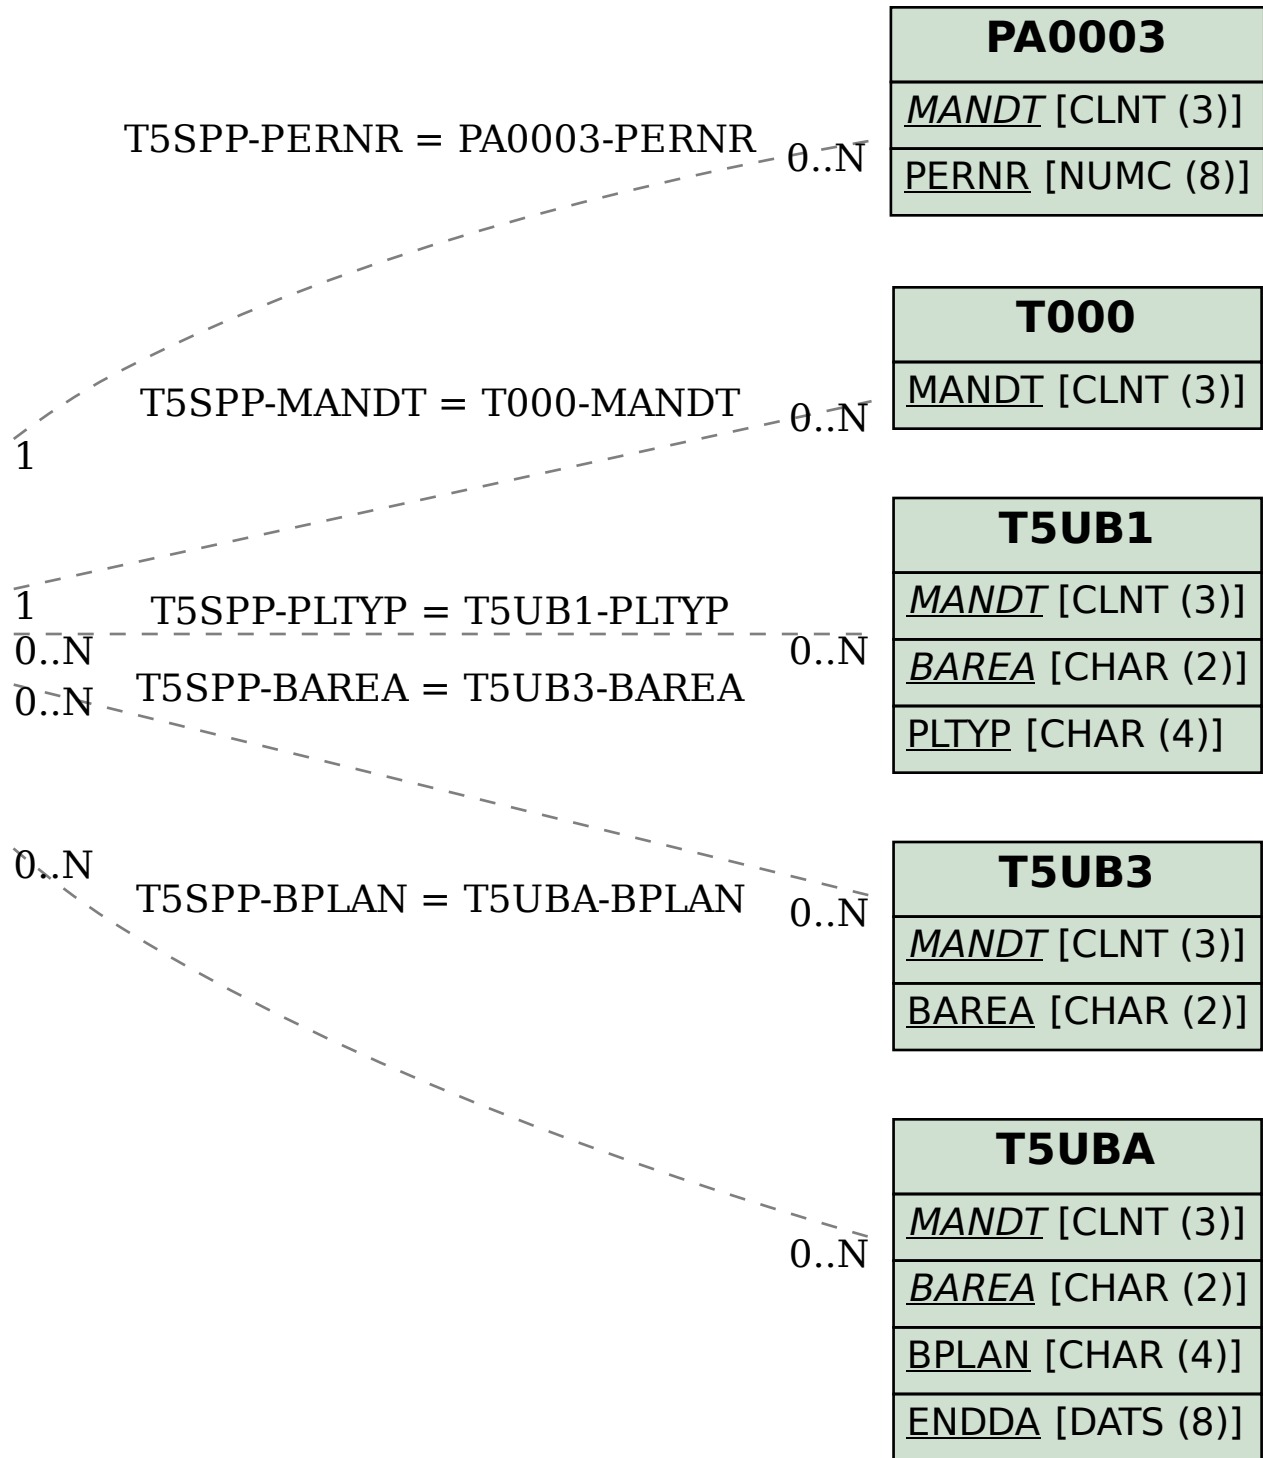 PA0003
MANDT [CLNT (3)]
PERNR [NUMC (8)]
T5SPP-PERNR = PA0003-PERNR
0..N
1
T000
MANDT [CLNT (3)]
T5SPP-MANDT = T000-MANDT
0..N
1
T5UB1
MANDT [CLNT (3)]
BAREA [CHAR (2)]
PLTYP [CHAR (4)]
T5SPP-PLTYP = T5UB1-PLTYP
0..N
0..N
T5SPP-BAREA = T5UB3-BAREA
0..N
0..N
T5UB3
MANDT [CLNT (3)]
BAREA [CHAR (2)]
T5SPP-BPLAN = T5UBA-BPLAN
0..N
0..N
T5UBA
MANDT [CLNT (3)]
BAREA [CHAR (2)]
BPLAN [CHAR (4)]
ENDDA [DATS (8)]